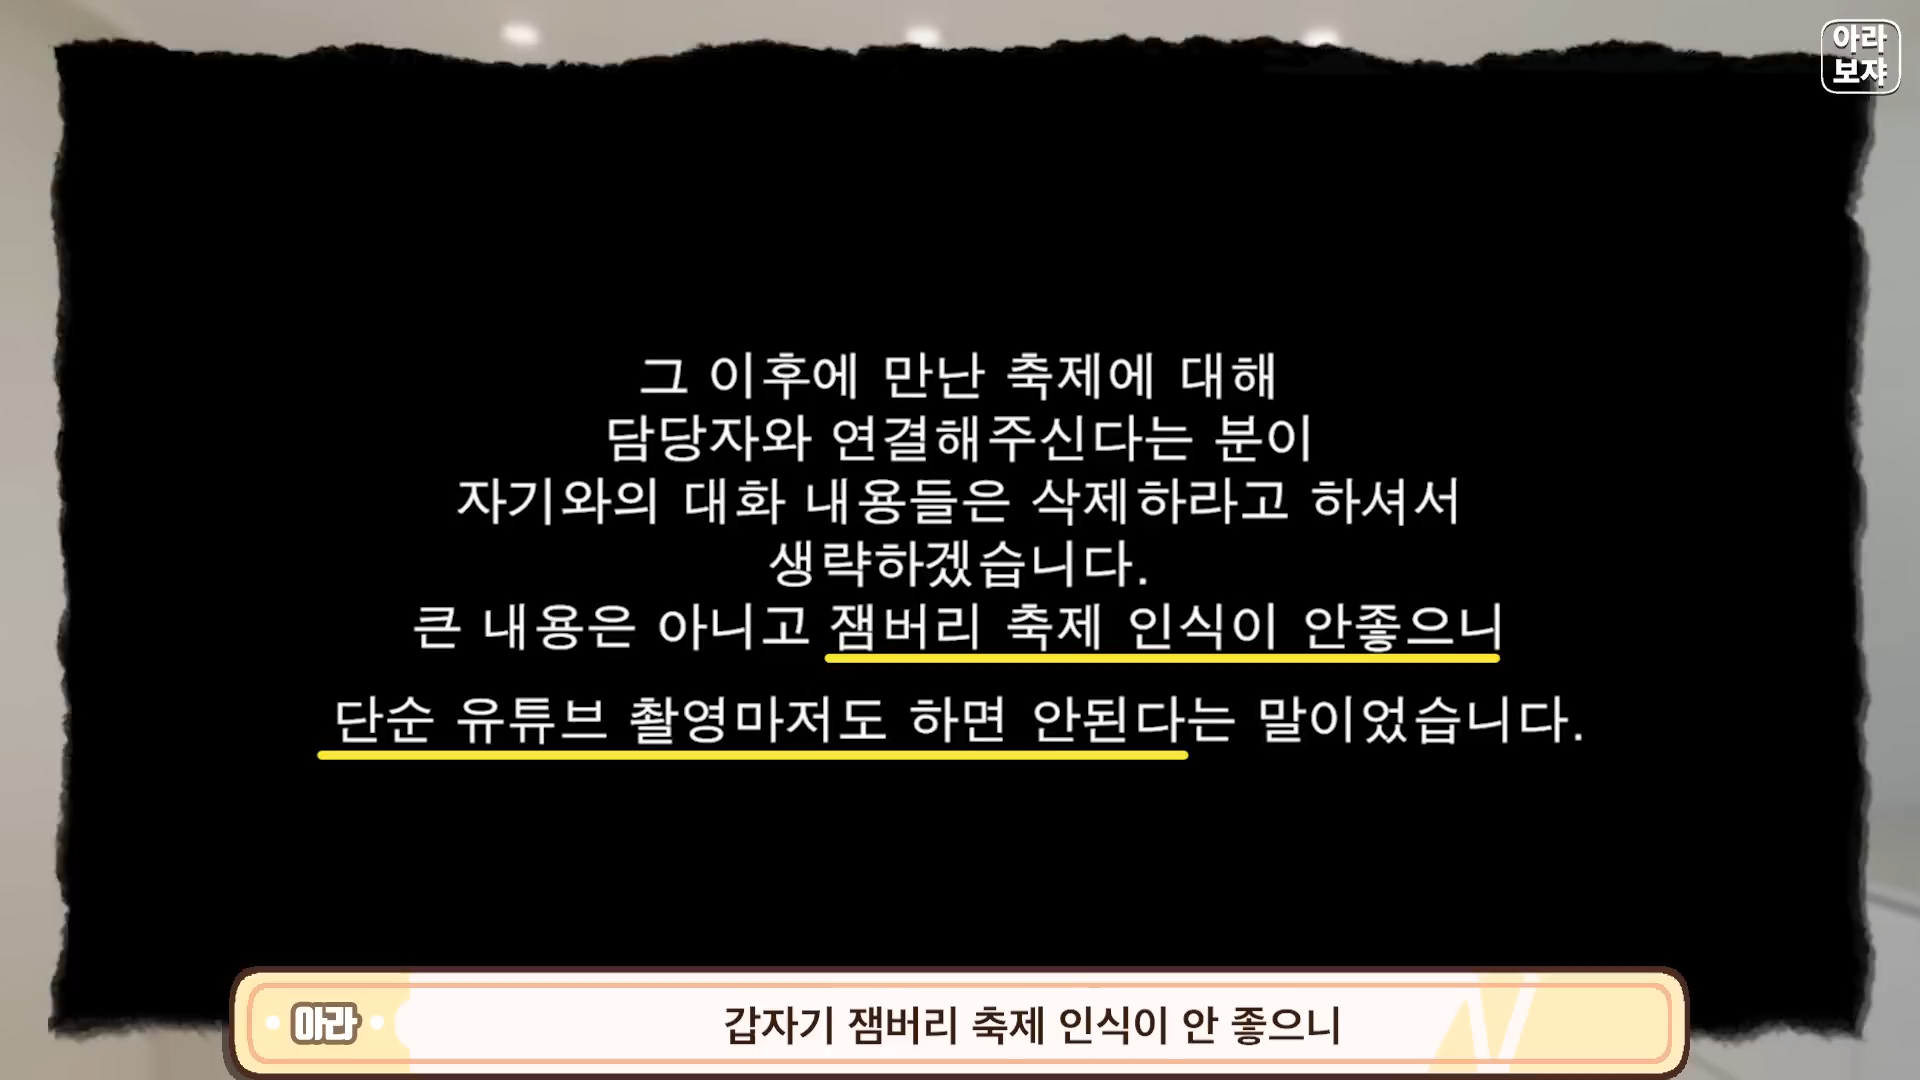 아라
보쟈
그 이후에 만난 축제에 대해
담당자와 연결해주신다는 분이
자기와의 대화 내용들은 삭제하라고 하셔서
생략하겠습니다.
큰 내용은 아니고 잼버리 축제 인식이 안좋으니
단순 유튜브 촬영마저도 하면 안된다는 말이었습니다.
아라
갑자기 잼버리 축제 인식이 안 좋으니